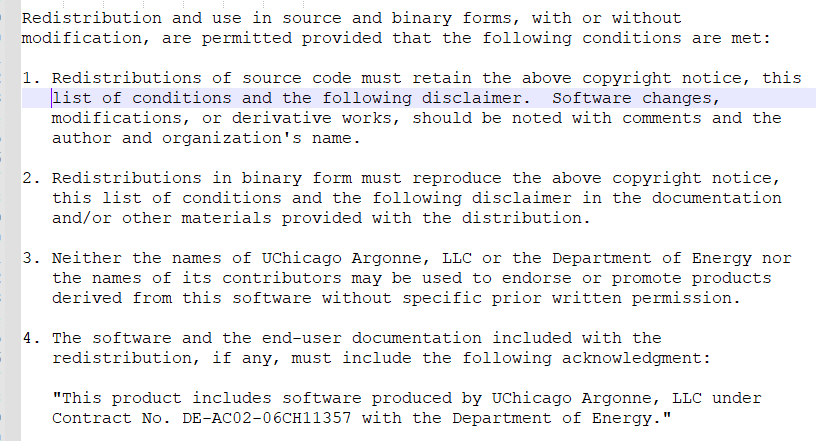 Redistribution and use in source and binary forms, with or without
modification, are permitted provided that the following conditions are met:
1. Redistributions of source code must retain the above copyright notice, this
list of conditions and the following disclaimer.  Software changes,
modifications, or derivative works, should be noted with comments and the
author and organization's name.
2. Redistributions in binary form must reproduce the above copyright notice,
this list of conditions and the following disclaimer in the documentation
and/or other materials provided with the distribution.
3. Neither the names of UChicago Argonne, LLC or the Department of Energy nor
the names of its contributors may be used to endorse or promote products
derived from this software without specific prior written permission.
4. The software and the end-user documentation included with the
redistribution, if any, must include the following acknowledgment:
"This product includes software produced by UChicago Argonne, LLC under
Contract No. DE-AC02-06CH11357 with the Department of Energy."